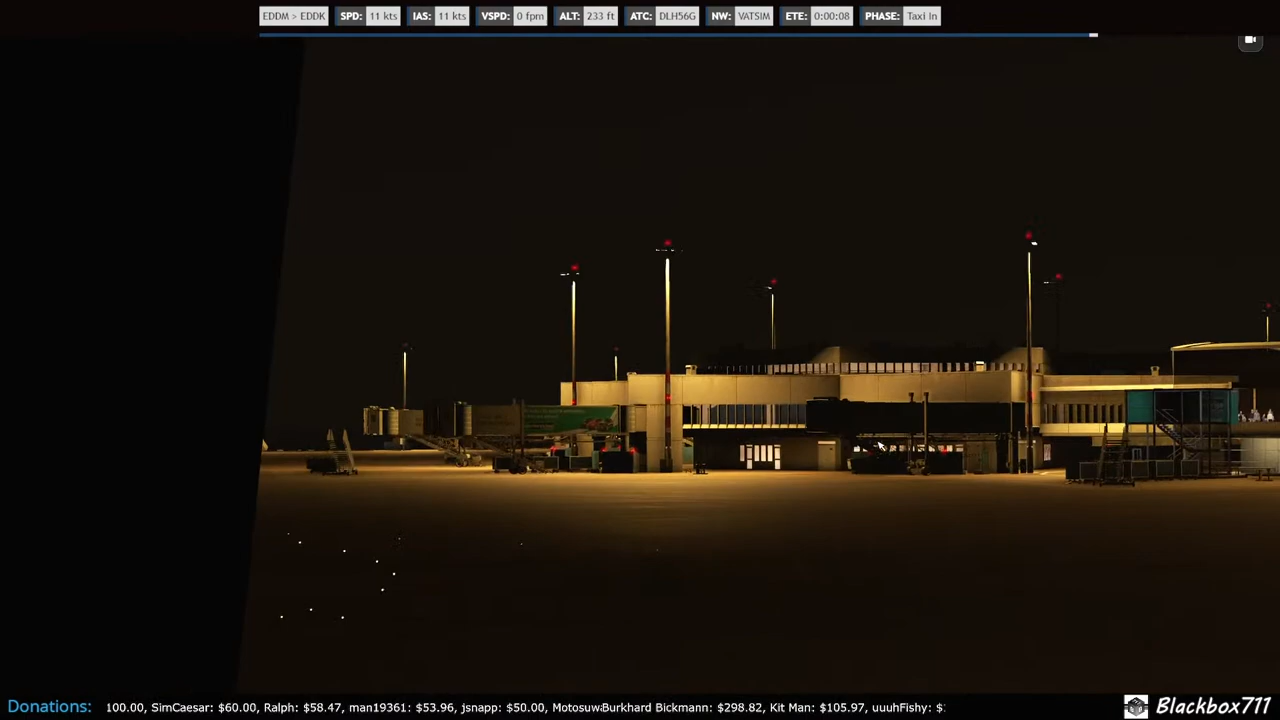 EDDM > EDDK SPD: 11 kts IAS: 11 kts VSPD: 0 fpm ALT: 233 ft ATC: DLH56G NW: VATSIM ETE: 0:00:08 PHASE: Taxi In
Donations: 100.00, SimCaesar: $60.00, Ralph: $58.47, man19361: $53.96, jsnapp: $50.00, Motosuw Burkhard Bickmann: $298.82, Kit Man: $105.97, uuuhFishy: $
Blackbox711